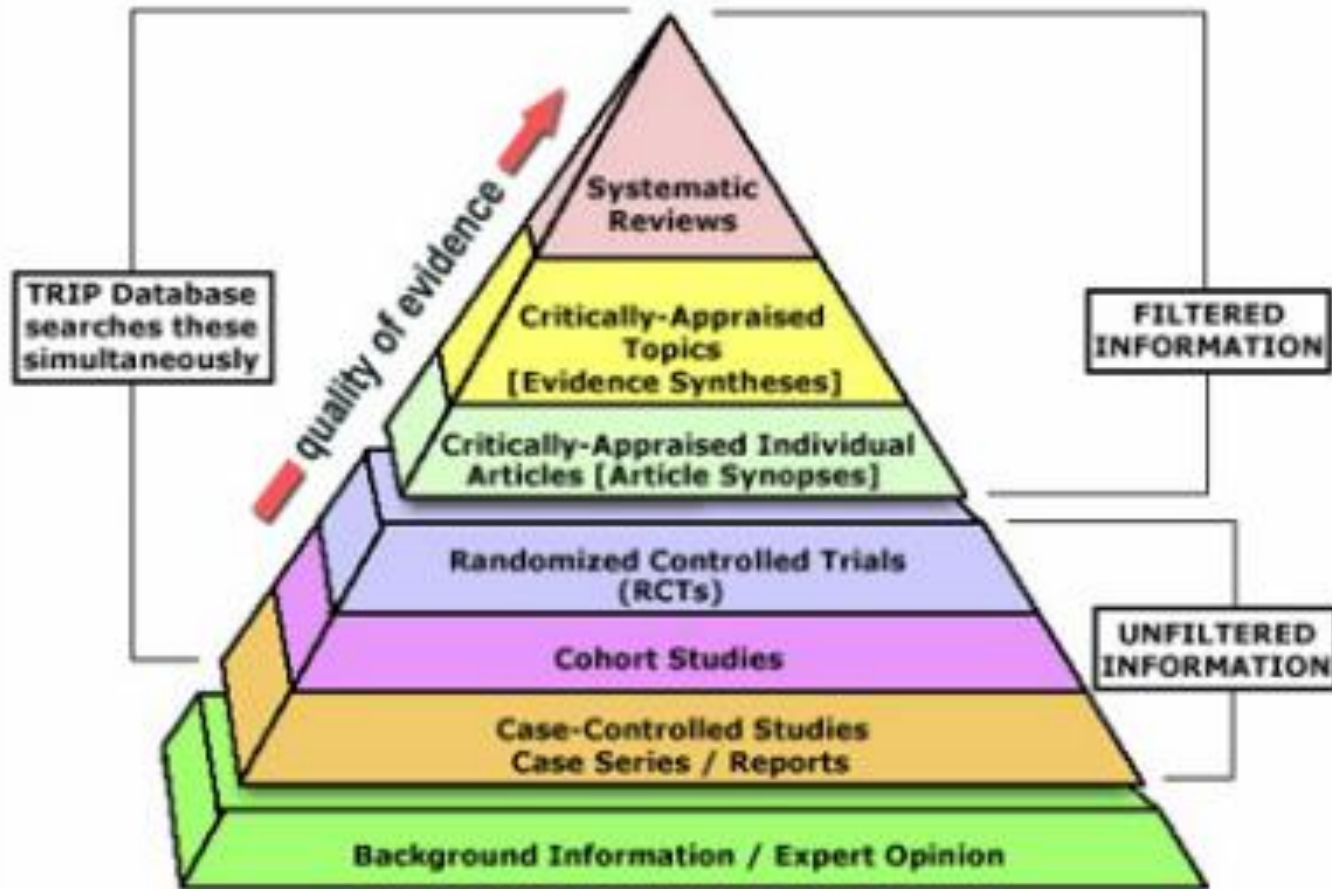 Systematic
Reviews
quality of evidence
TRIP Database
searches these
simultaneously
FILTERED
INFORMATION
Critically-Appraised
Topics
[Evidence Syntheses]
Critically-Appraised Individual
Articles [Article Synopses]
Randomized Controlled Trials
(RCTs)
UNFILTERED
INFORMATION
Cohort Studies
Case-Controlled Studies
Case Series / Reports
Background Information / Expert Opinion